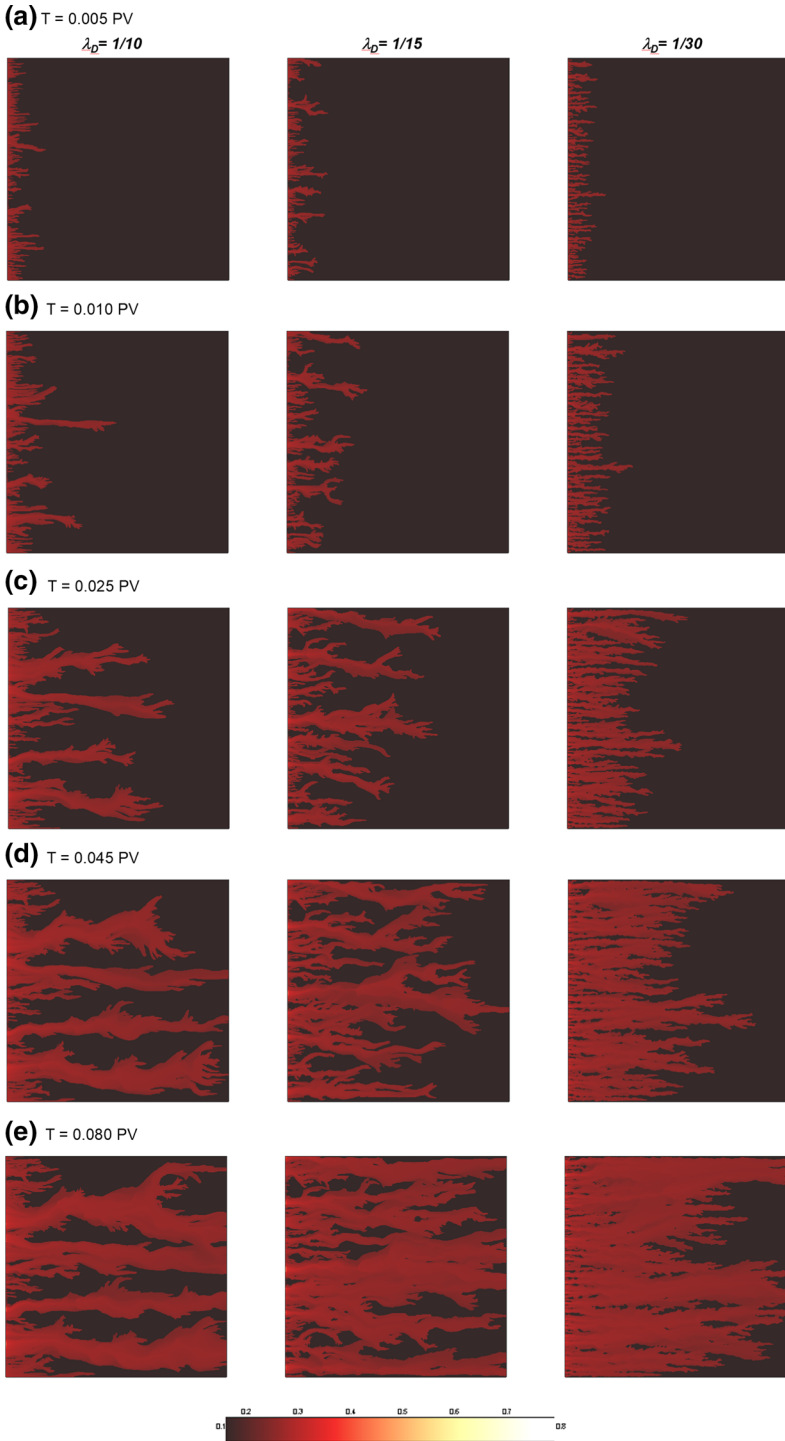 (a) T = 0.005 PV
λD= 1/10 λD= 1/15 λD= 1/30
(b) T = 0.010 PV
(c) T = 0.025 PV
(d) T = 0.045 PV
(e) T = 0.080 PV
0.2 0.3 0.4 0.5 0.6 0.7
0.1 0.8